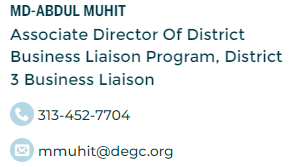 MD-ABDUL MUHIT
Associate Director Of District
Business Liaison Program, District
3 Business Liaison
313-452-7704
mmuhit@degc.org